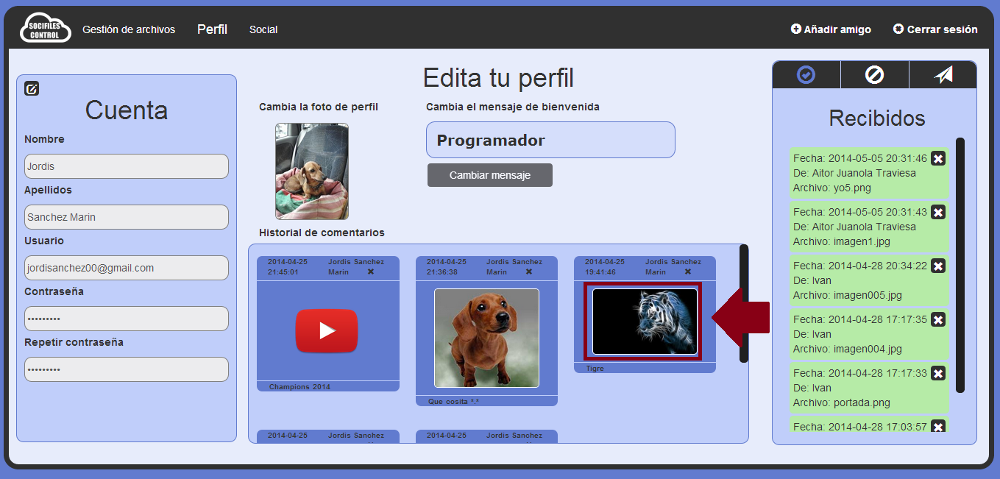 SOCIFILES
CONTROL
Gestión de archivos
Perfil
Social
Añadir amigo
Cerrar sesión
Cuenta
Nombre
Jordis
Apellidos
Sanchez Marin
Usuario
jordisanchez00@gmail.com
Contraseña
•••••••••
Repetir contraseña
•••••••••
Edita tu perfil
Cambia la foto de perfil
Cambia el mensaje de bienvenida
Programador
Cambiar mensaje
Historial de comentarios
2014-04-25 Jordis Sanchez
21:45:01 Marin
Champions 2014
2014-04-25 Jordis Sanchez
21:36:38 Marin
Que cosita *.*
2014-04-25 Jordis Sanchez
19:41:46 Marin
Tigre
2014-04-25 Jordis Sanchez
2014-04-25 Jordis Sanchez
Recibidos
Fecha: 2014-05-05 20:31:46
De: Aitor Juanola Traviesa
Archivo: yo5.png
Fecha: 2014-05-05 20:31:43
De: Aitor Juanola Traviesa
Archivo: imagen1.jpg
Fecha: 2014-04-28 20:34:22
De: Ivan
Archivo: imagen005.jpg
Fecha: 2014-04-28 17:17:35
De: Ivan
Archivo: imagen004.jpg
Fecha: 2014-04-28 17:17:33
De: Ivan
Archivo: portada.png
Fecha: 2014-04-28 17:03:57